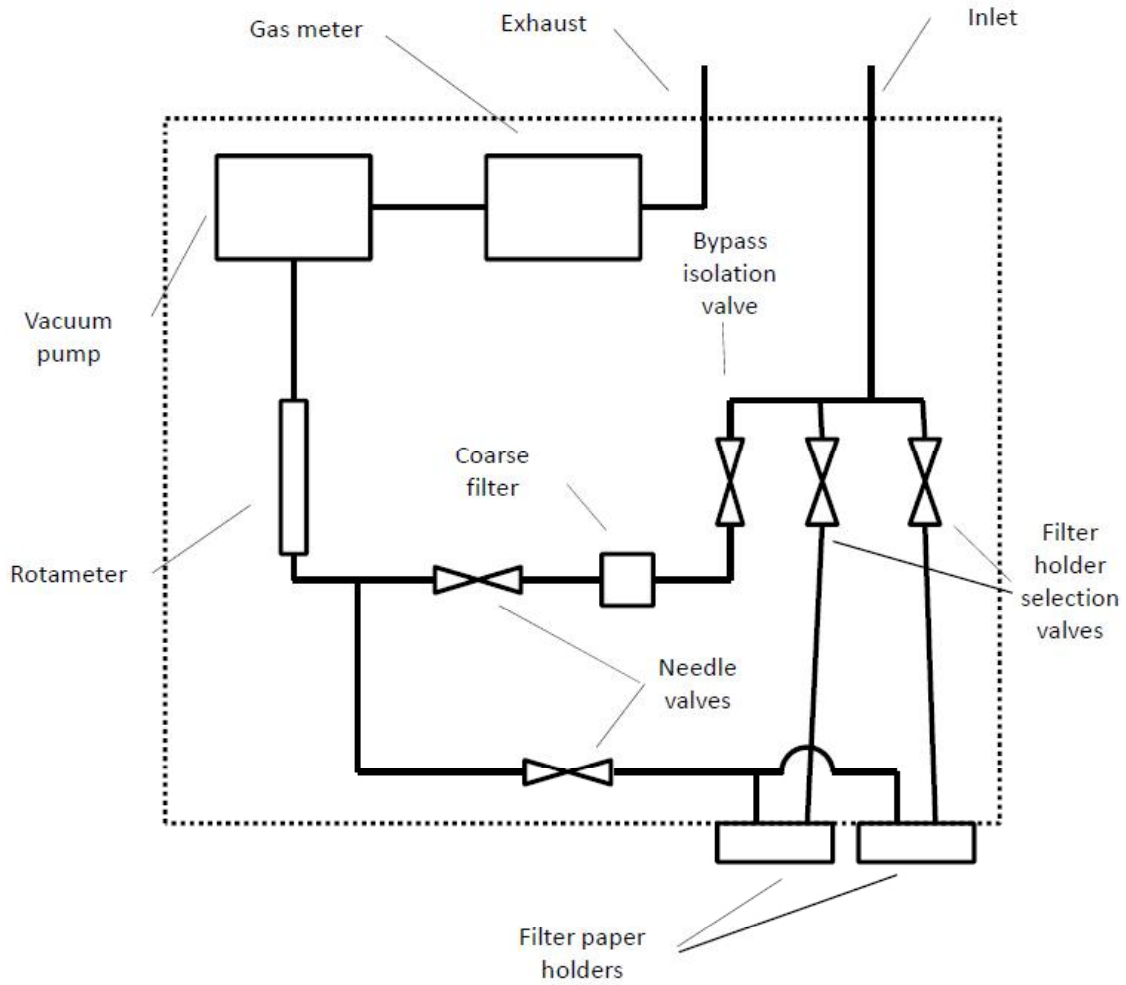 Gas meter
Exhaust
Inlet
Bypass
isolation
valve
Vacuum
pump
Coarse
filter
Rotameter
Filter
holder
selection
valves
Needle
valves
Filter paper
holders